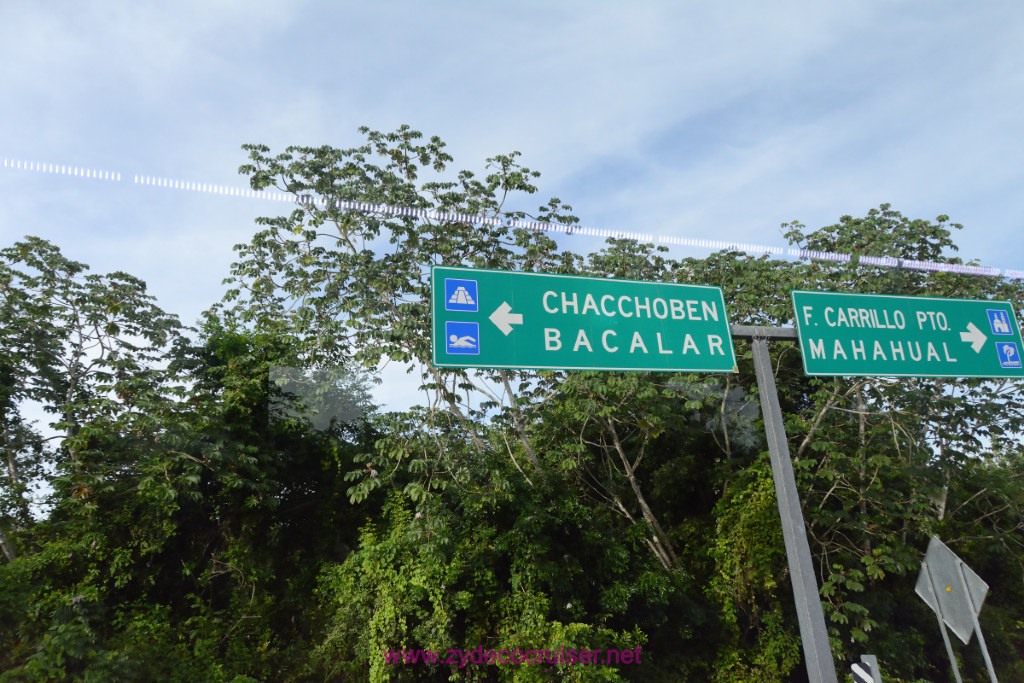 CHACCHOBEN
BACALAR
F. CARRILLO PTO.
MAHAHUAL
www.zydecocruiser.net